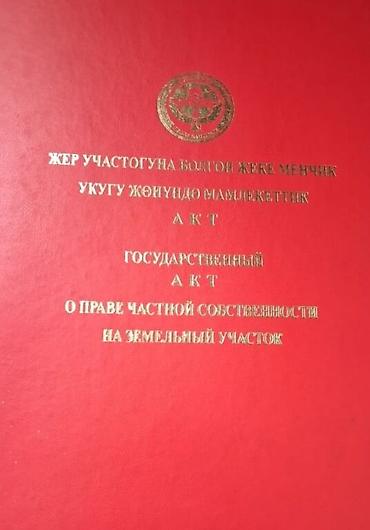 ЖЕР УЧАСТОГУНА БОЛГОН ЖЕКЕ МЕНЧИК
УКУГУ ЖӨНҮНДӨ МАМЛЕКЕТТИК
АКТ
ГОСУДАРСТВЕННЫЙ
АКТ
О ПРАВЕ ЧАСТНОЙ СОБСТВЕННОСТИ
НА ЗЕМЕЛЬНЫЙ УЧАСТОК